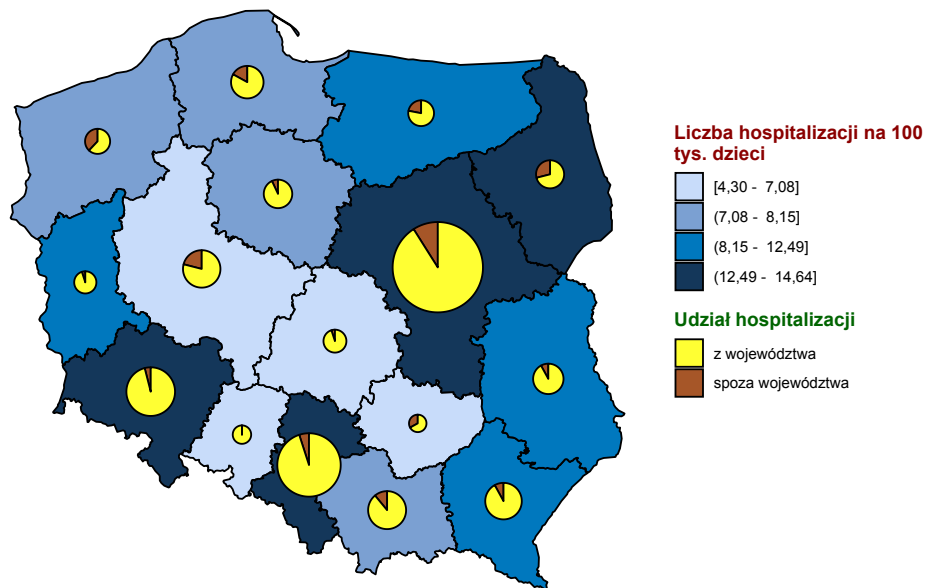 Liczba hospitalizacji na 100
tys. dzieci
[4,30 - 7,08]
(7,08 - 8,15]
(8,15 - 12,49]
(12,49 - 14,64]
Udział hospitalizacji
z województwa
spoza województwa